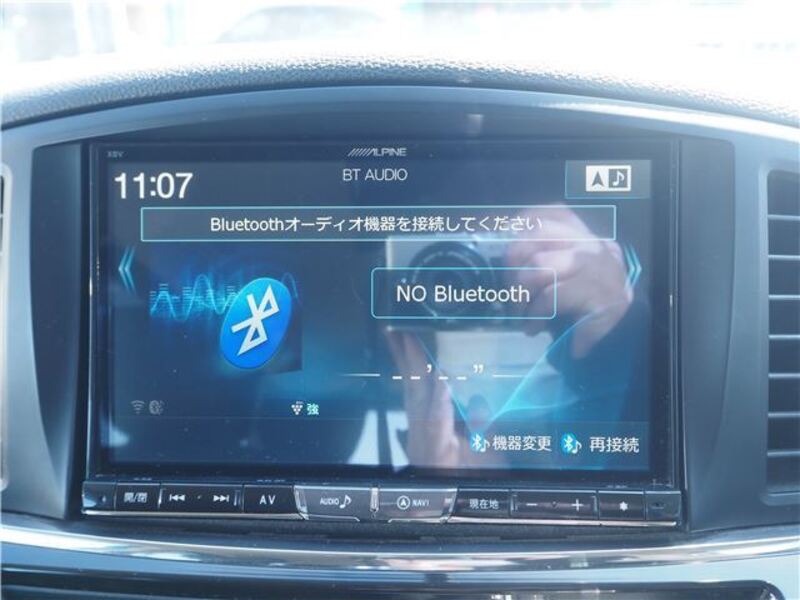 ALPINE
11:07
BT AUDIO
Bluetoothオーディオ機器を接続してください
NO Bluetooth
--'--"
強
機器変更
再接続
開/閉
AV
AUDIO
NAVI
現在地